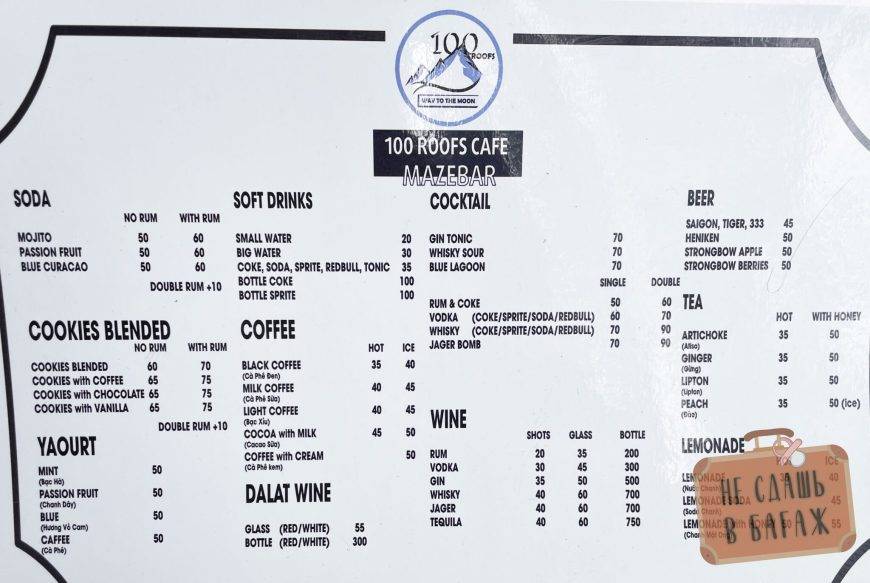 100
ROOFS
WAY TO THE MOON
100 ROOFS CAFE
MAZEBAR
SODA
NO RUM WITH RUM
MOJITO 50 60
PASSION FRUIT 50 60
BLUE CURACAO 50 60
DOUBLE RUM +10
COOKIES BLENDED
NO RUM WITH RUM
COOKIES BLENDED 60 70
COOKIES with COFFEE 65 75
COOKIES with CHOCOLATE 65 75
COOKIES with VANILLA 65 75
DOUBLE RUM +10
YAOURT
MINT 50
(Bạc Hà)
PASSION FRUIT 50
(Chanh Dây)
BLUE 50
(Hương Vỏ Cam)
CAFFEE 50
(Cà Phê)
SOFT DRINKS
SMALL WATER 20
BIG WATER 30
COKE, SODA, SPRITE, REDBULL, TONIC 35
BOTTLE COKE 100
BOTTLE SPRITE 100
COFFEE
HOT ICE
BLACK COFFEE 35 40
(Cà Phê Đen)
MILK COFFEE 40 45
(Cà Phê Sữa)
LIGHT COFFEE 40 45
(Bạc Xỉu)
COCOA with MILK 45 50
(Cacao Sữa)
COFFEE with CREAM 50
(Cà Phê kem)
DALAT WINE
GLASS (RED/WHITE) 55
BOTTLE (RED/WHITE) 300
COCKTAIL
GIN TONIC 70
WHISKY SOUR 70
BLUE LAGOON 70
SINGLE DOUBLE
RUM & COKE 50 60
VODKA (COKE/SPRITE/SODA/REDBULL) 60 70
WHISKY (COKE/SPRITE/SODA/REDBULL) 70 90
JAGER BOMB 70 90
WINE
SHOTS GLASS BOTTLE
RUM 20 35 200
VODKA 30 45 300
GIN 35 50 500
WHISKY 40 60 700
JAGER 40 60 700
TEQUILA 40 60 750
BEER
SAIGON, TIGER, 333 45
HENIKEN 50
STRONGBOW APPLE 50
STRONGBOW BERRIES 50
TEA
HOT WITH HONEY
ARTICHOKE 35 50
(Atiso)
GINGER 35 50
(Gừng)
LIPTON 35 50
(Lipton)
PEACH 35 50 (ice)
(Đào)
LEMONADE
ICE
LEMONADE 35 40
LEMONADE SODA 45
LEMONADE with HONEY 50 55
НЕ СДАШЬ
В БАГАЖ